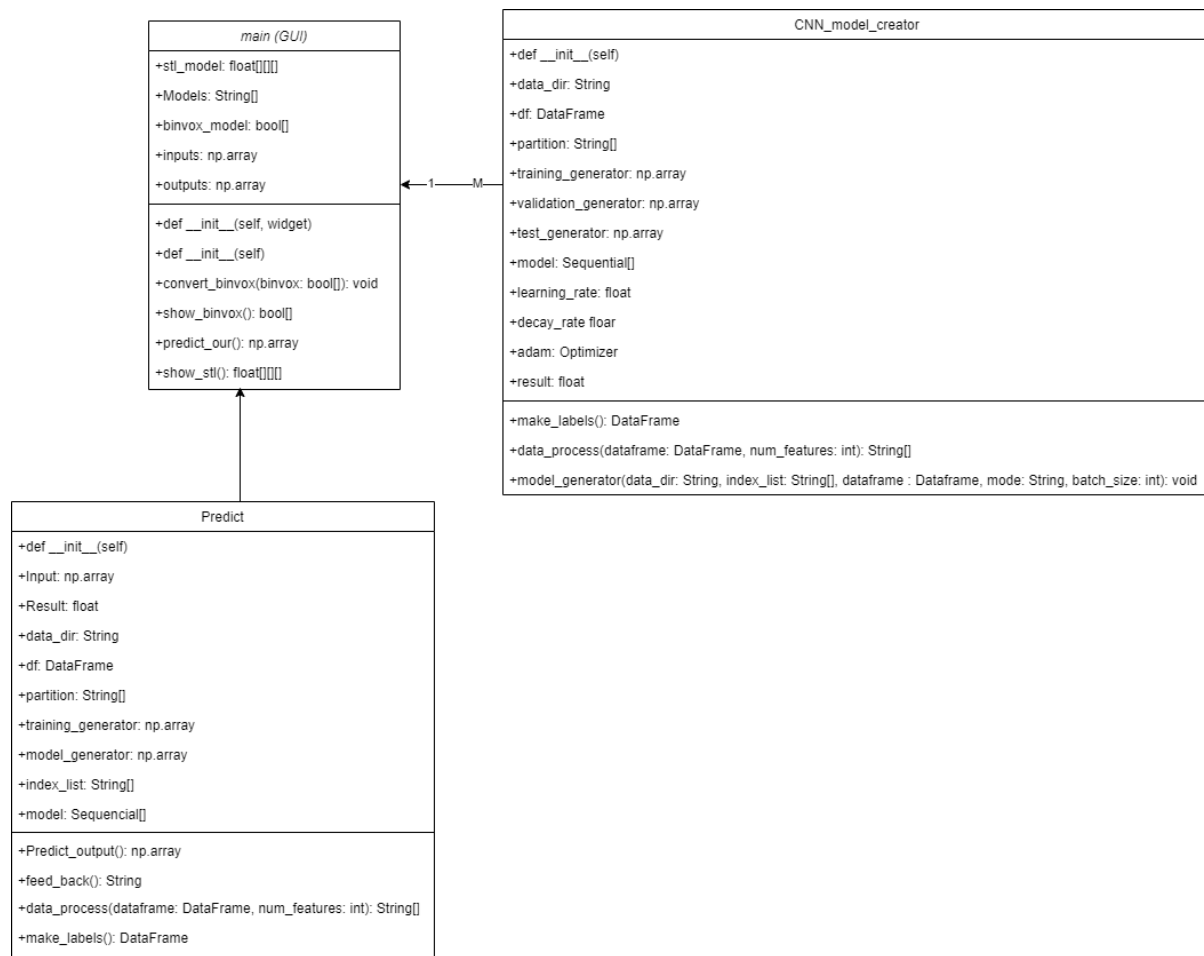 main (GUI)
+stl_model: float[][][]
+Models: String[]
+binvox_model: bool[]
+inputs: np.array
+outputs: np.array
+def __init__(self, widget)
+def __init__(self)
+convert_binvox(binvox: bool[]): void
+show_binvox(): bool[]
+predict_our(): np.array
+show_stl(): float[][][]
1
M
CNN_model_creator
+def __init__(self)
+data_dir: String
+df: DataFrame
+partition: String[]
+training_generator: np.array
+validation_generator: np.array
+test_generator: np.array
+model: Sequential[]
+learning_rate: float
+decay_rate floar
+adam: Optimizer
+result: float
+make_labels(): DataFrame
+data_process(dataframe: DataFrame, num_features: int): String[]
+model_generator(data_dir: String, index_list: String[], dataframe : Dataframe, mode: String, batch_size: int): void
Predict
+def __init__(self)
+Input: np.array
+Result: float
+data_dir: String
+df: DataFrame
+partition: String[]
+training_generator: np.array
+model_generator: np.array
+index_list: String[]
+model: Sequencial[]
+Predict_output(): np.array
+feed_back(): String
+data_process(dataframe: DataFrame, num_features: int): String[]
+make_labels(): DataFrame